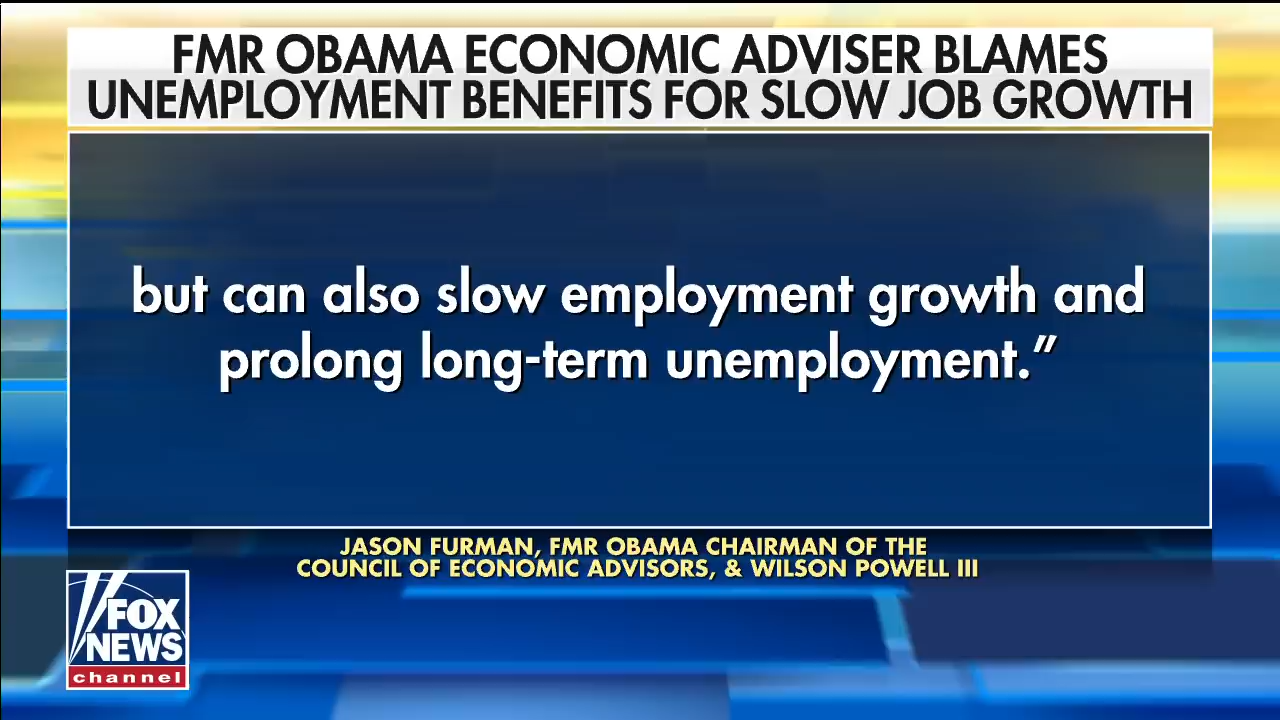 FMR OBAMA ECONOMIC ADVISER BLAMES
UNEMPLOYMENT BENEFITS FOR SLOW JOB GROWTH
but can also slow employment growth and
prolong long-term unemployment.”
JASON FURMAN, FMR OBAMA CHAIRMAN OF THE
COUNCIL OF ECONOMIC ADVISORS, & WILSON POWELL III
FOX
NEWS
channel